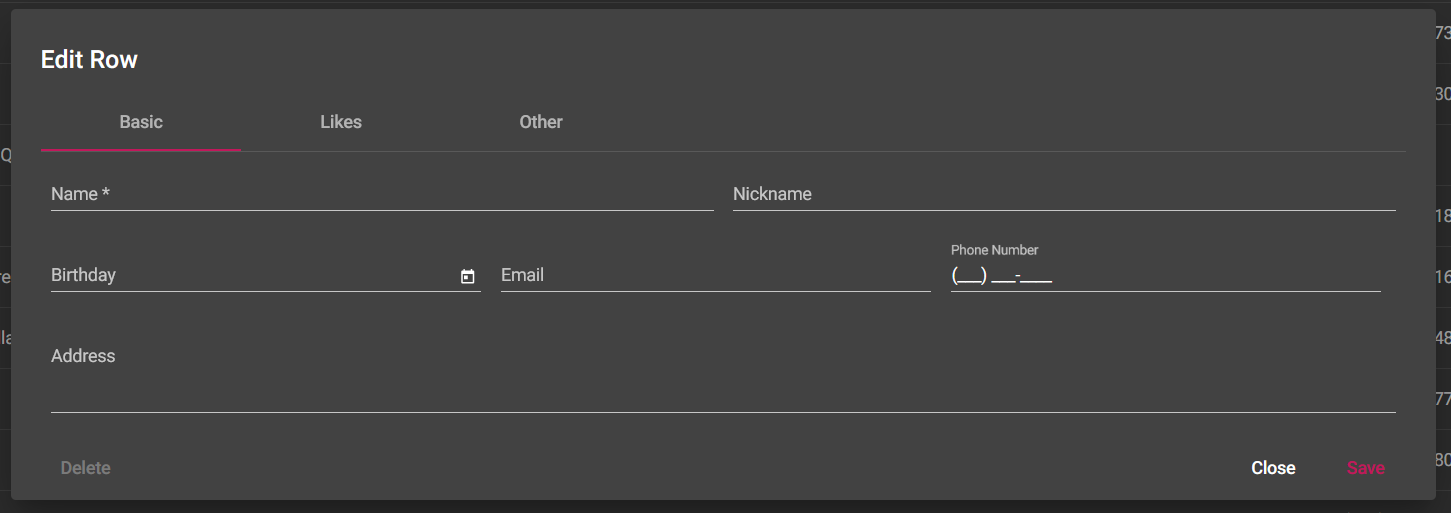 Edit Row
Basic Likes Other
Name * Nickname
Phone Number
Birthday Email (___) ___-____
Address
Delete Close Save
73
30
Q
18
re 16
48
77
80